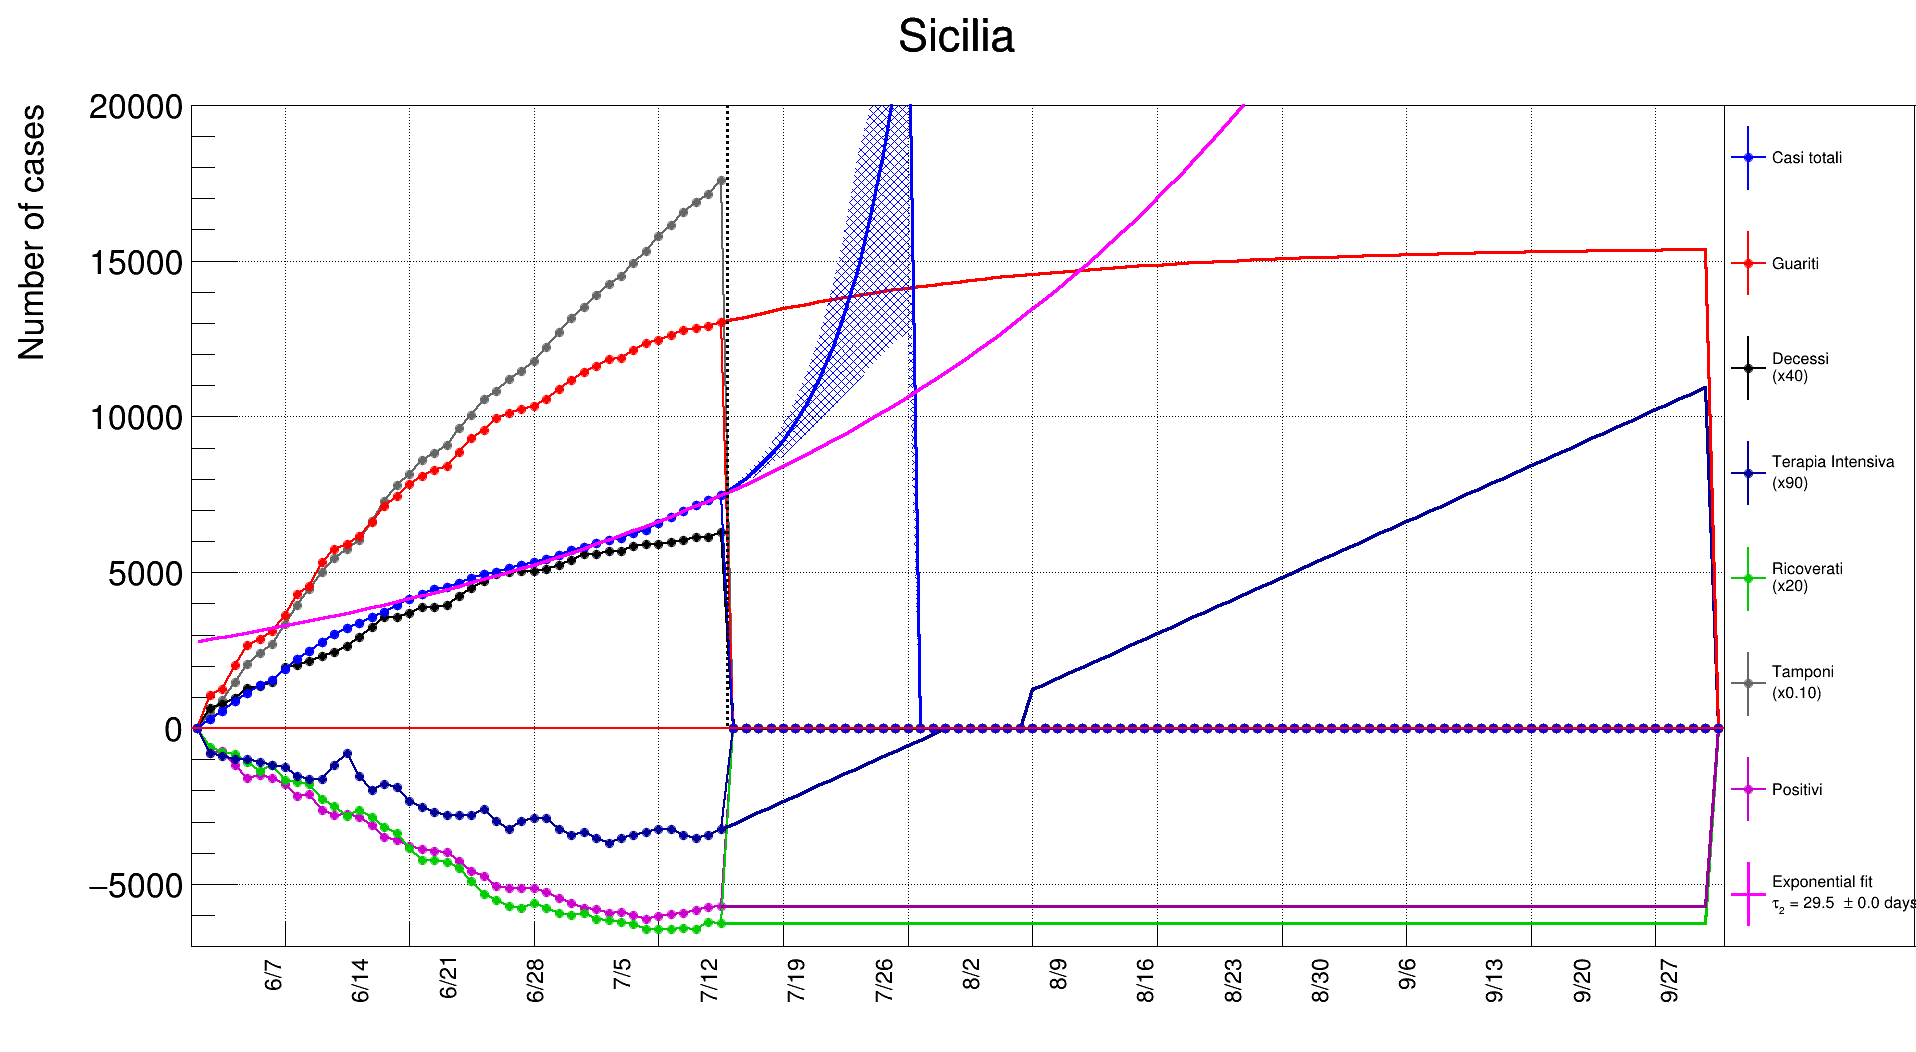 Sicilia
Number of cases
20000
15000
10000
5000
0
−5000
6/7
6/14
6/21
6/28
7/5
7/12
7/19
7/26
8/2
8/9
8/16
8/23
8/30
9/6
9/13
9/20
9/27
Casi totali
Guariti
Decessi
(x40)
Terapia Intensiva
(x90)
Ricoverati
(x20)
Tamponi
(x0.10)
Positivi
Exponential fit
τ2 = 29.5 ± 0.0 days